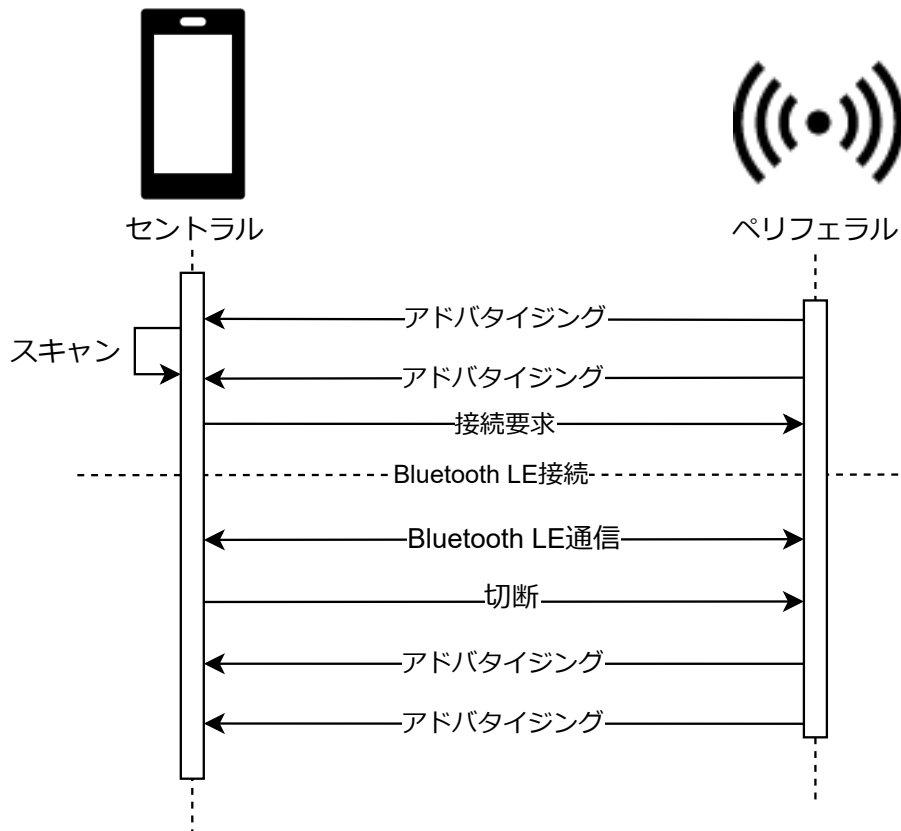 セントラル
ペリフェラル
アドバタイジング
スキャン
アドバタイジング
接続要求
Bluetooth LE接続
Bluetooth LE通信
切断
アドバタイジング
アドバタイジング